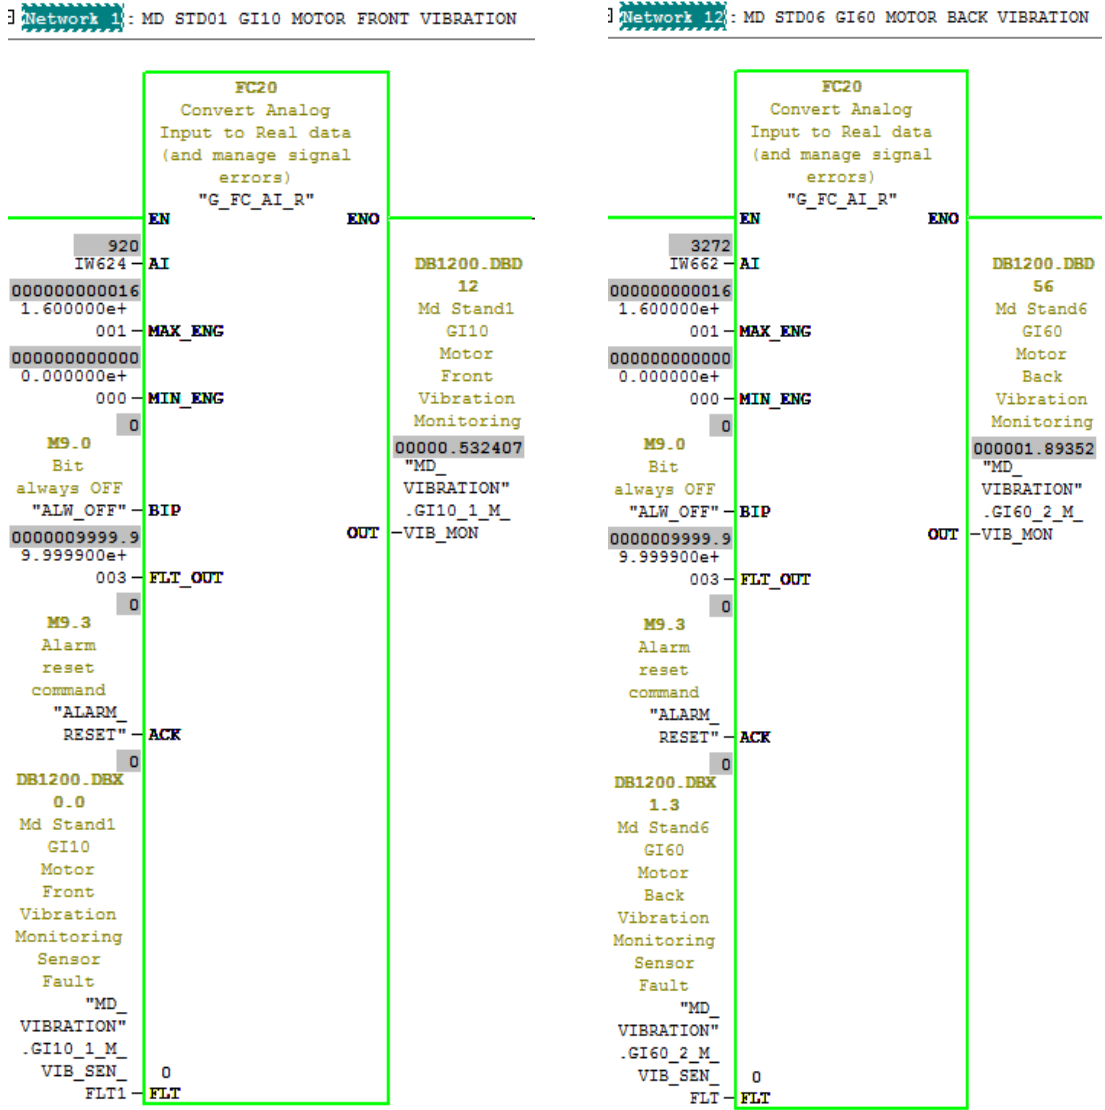 Network 1: MD STD01 GI10 MOTOR FRONT VIBRATION
FC20
Convert Analog
Input to Real data
(and manage signal
errors)
"G_FC_AI_R"
EN ENO
920
IW624 AI
000000000016
1.600000e+
001 MAX_ENG
000000000000
0.000000e+
000 MIN_ENG
0
M9.0
Bit
always OFF
"ALW_OFF" BIP
0000009999.9
9.999900e+
003 FLT_OUT
0
M9.3
Alarm
reset
command
"ALARM_
RESET" ACK
0
DB1200.DBX
0.0
Md Stand1
GI10
Motor
Front
Vibration
Monitoring
Sensor
Fault
"MD_
VIBRATION"
.GI10_1_M_
VIB_SEN_ 0
FLT1 FLT
DB1200.DBD
12
Md Stand1
GI10
Motor
Front
Vibration
Monitoring
00000.532407
"MD_
VIBRATION"
.GI10_1_M_
OUT VIB_MON
Network 12: MD STD06 GI60 MOTOR BACK VIBRATION
FC20
Convert Analog
Input to Real data
(and manage signal
errors)
"G_FC_AI_R"
EN ENO
3272
IW662 AI
000000000016
1.600000e+
001 MAX_ENG
000000000000
0.000000e+
000 MIN_ENG
0
M9.0
Bit
always OFF
"ALW_OFF" BIP
0000009999.9
9.999900e+
003 FLT_OUT
0
M9.3
Alarm
reset
command
"ALARM_
RESET" ACK
0
DB1200.DBX
1.3
Md Stand6
GI60
Motor
Back
Vibration
Monitoring
Sensor
Fault
"MD_
VIBRATION"
.GI60_2_M_
VIB_SEN_ 0
FLT FLT
DB1200.DBD
56
Md Stand6
GI60
Motor
Back
Vibration
Monitoring
000001.89352
"MD_
VIBRATION"
.GI60_2_M_
OUT VIB_MON